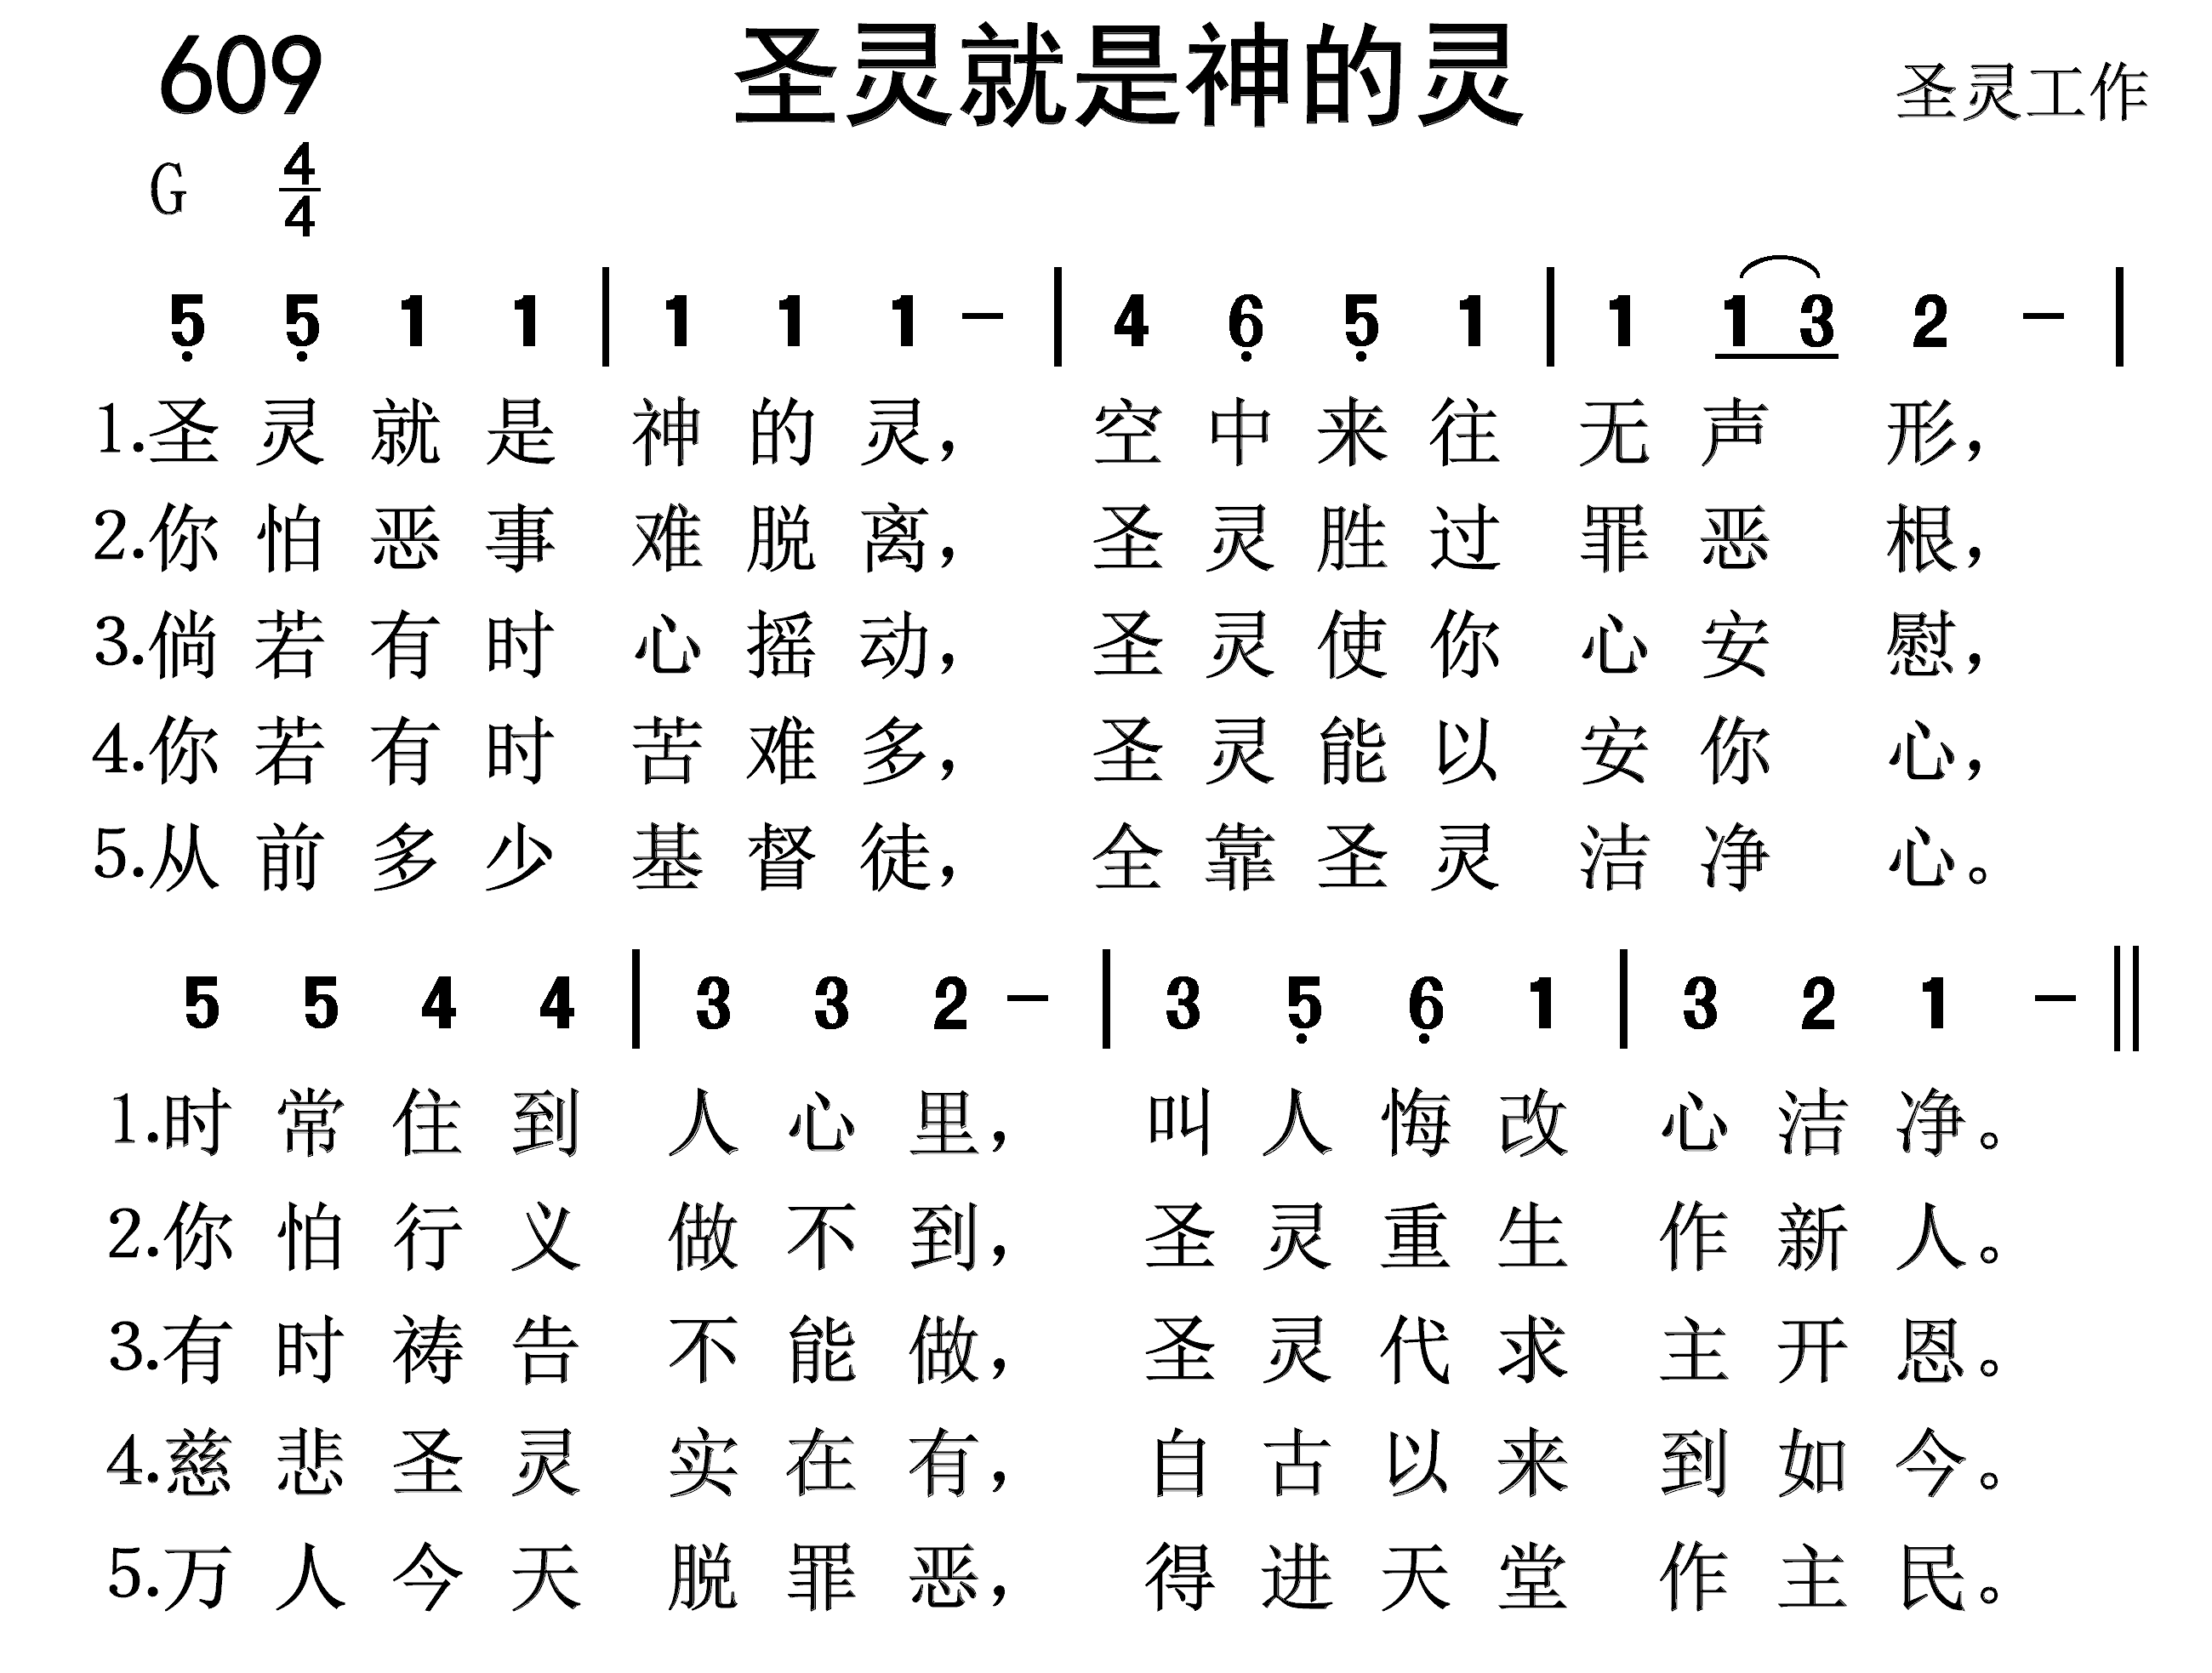 609 圣灵就是神的灵 圣灵工作
G 4/4
5̣ 5̣ 1 1 | 1 1 1 – | 4 6̣ 5̣ 1 | 1 1 3 2 – |
1.圣灵就是 神的灵， 空中来往 无声 形，
2.你怕恶事 难脱离， 圣灵胜过 罪恶 根，
3.倘若有时 心摇动， 圣灵使你 心安 慰，
4.你若有时 苦难多， 圣灵能以 安你 心，
5.从前多少 基督徒， 全靠圣灵 洁净 心。
5 5 4 4 | 3 3 2 – | 3 5̣ 6̣ 1 | 3 2 1 – ‖
1.时常住到 人心里， 叫人悔改 心洁净。
2.你怕行义 做不到， 圣灵重生 作新人。
3.有时祷告 不能做， 圣灵代求 主开恩。
4.慈悲圣灵 实在有， 自古以来 到如今。
5.万人今天 脱罪恶， 得进天堂 作主民。